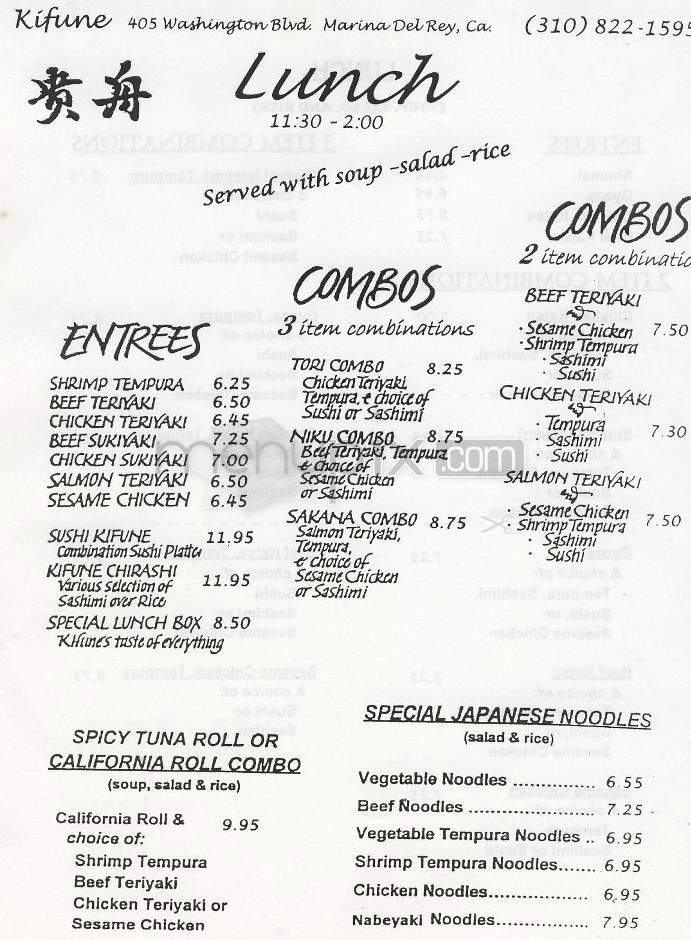 Kifune 405 Washington Blvd. Marina Del Rey, Ca. (310) 822-1595
貴舟
Lunch
11:30 - 2:00
Served with soup -salad -rice
ENTREES
SHRIMP TEMPURA 6.25
BEEF TERIYAKI 6.50
CHICKEN TERIYAKI 6.45
BEEF SUKIYAKI 7.25
CHICKEN SUKIYAKI 7.00
SALMON TERIYAKI 6.50
SESAME CHICKEN 6.45
SUSHI KIFUNE 11.95
Combination Sushi Platter
KIFUNE CHIRASHI 11.95
Various Selection of
Sashimi over Rice
SPECIAL LUNCH BOX 8.50
Kifune's taste of everything
COMBOS
3 item combinations
TORI COMBO 8.25
Chicken Teriyaki,
Tempura, & choice of
Sushi or Sashimi
NIKU COMBO 8.75
Beef Teriyaki, Tempura
& choice of
Sesame Chicken
or Sashimi
SAKANA COMBO 8.75
Salmon Teriyaki,
Tempura,
& choice of
Sesame Chicken
or Sashimi
COMBOS
2 item combinatio
BEEF TERIYAKI
· Sesame Chicken 7.50
· Shrimp Tempura
· Sashimi
· Sushi
CHICKEN TERIYAKI
· Tempura 7.30
· Sashimi
· Sushi
SALMON TERIYAKI
· Sesame Chicken
· Shrimp Tempura 7.50
· Sashimi
· Sushi
SPICY TUNA ROLL OR
CALIFORNIA ROLL COMBO
(soup, salad & rice)
California Roll & 9.95
choice of:
Shrimp Tempura
Beef Teriyaki
Chicken Teriyaki or
Sesame Chicken
SPECIAL JAPANESE NOODLES
(salad & rice)
Vegetable Noodles .............. 6.55
Beef Noodles ..................... 7.25
Vegetable Tempura Noodles .. 6.95
Shrimp Tempura Noodles....... 6.95
Chicken Noodles.................. 6.95
Nabeyaki Noodles................ 7.95